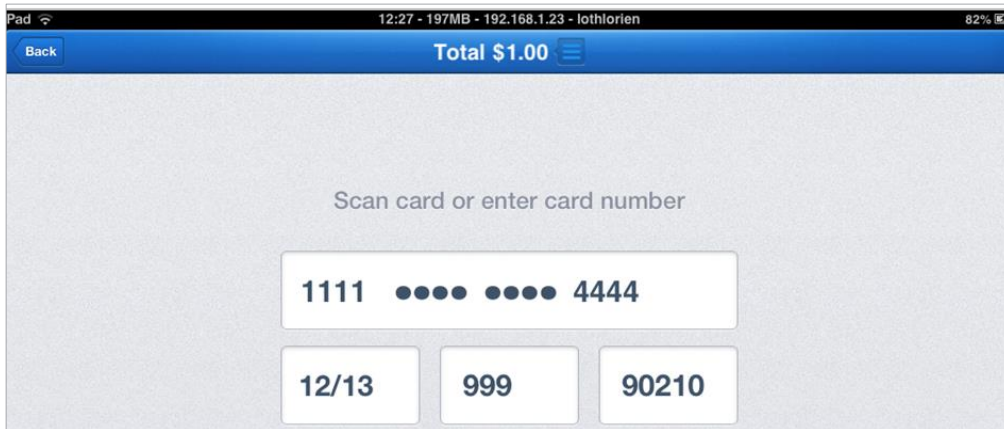 Pad 12:27 - 197MB - 192.168.1.23 - lothlorien 82%
Back Total $1.00
Scan card or enter card number
1111 •••• •••• 4444
12/13 999 90210